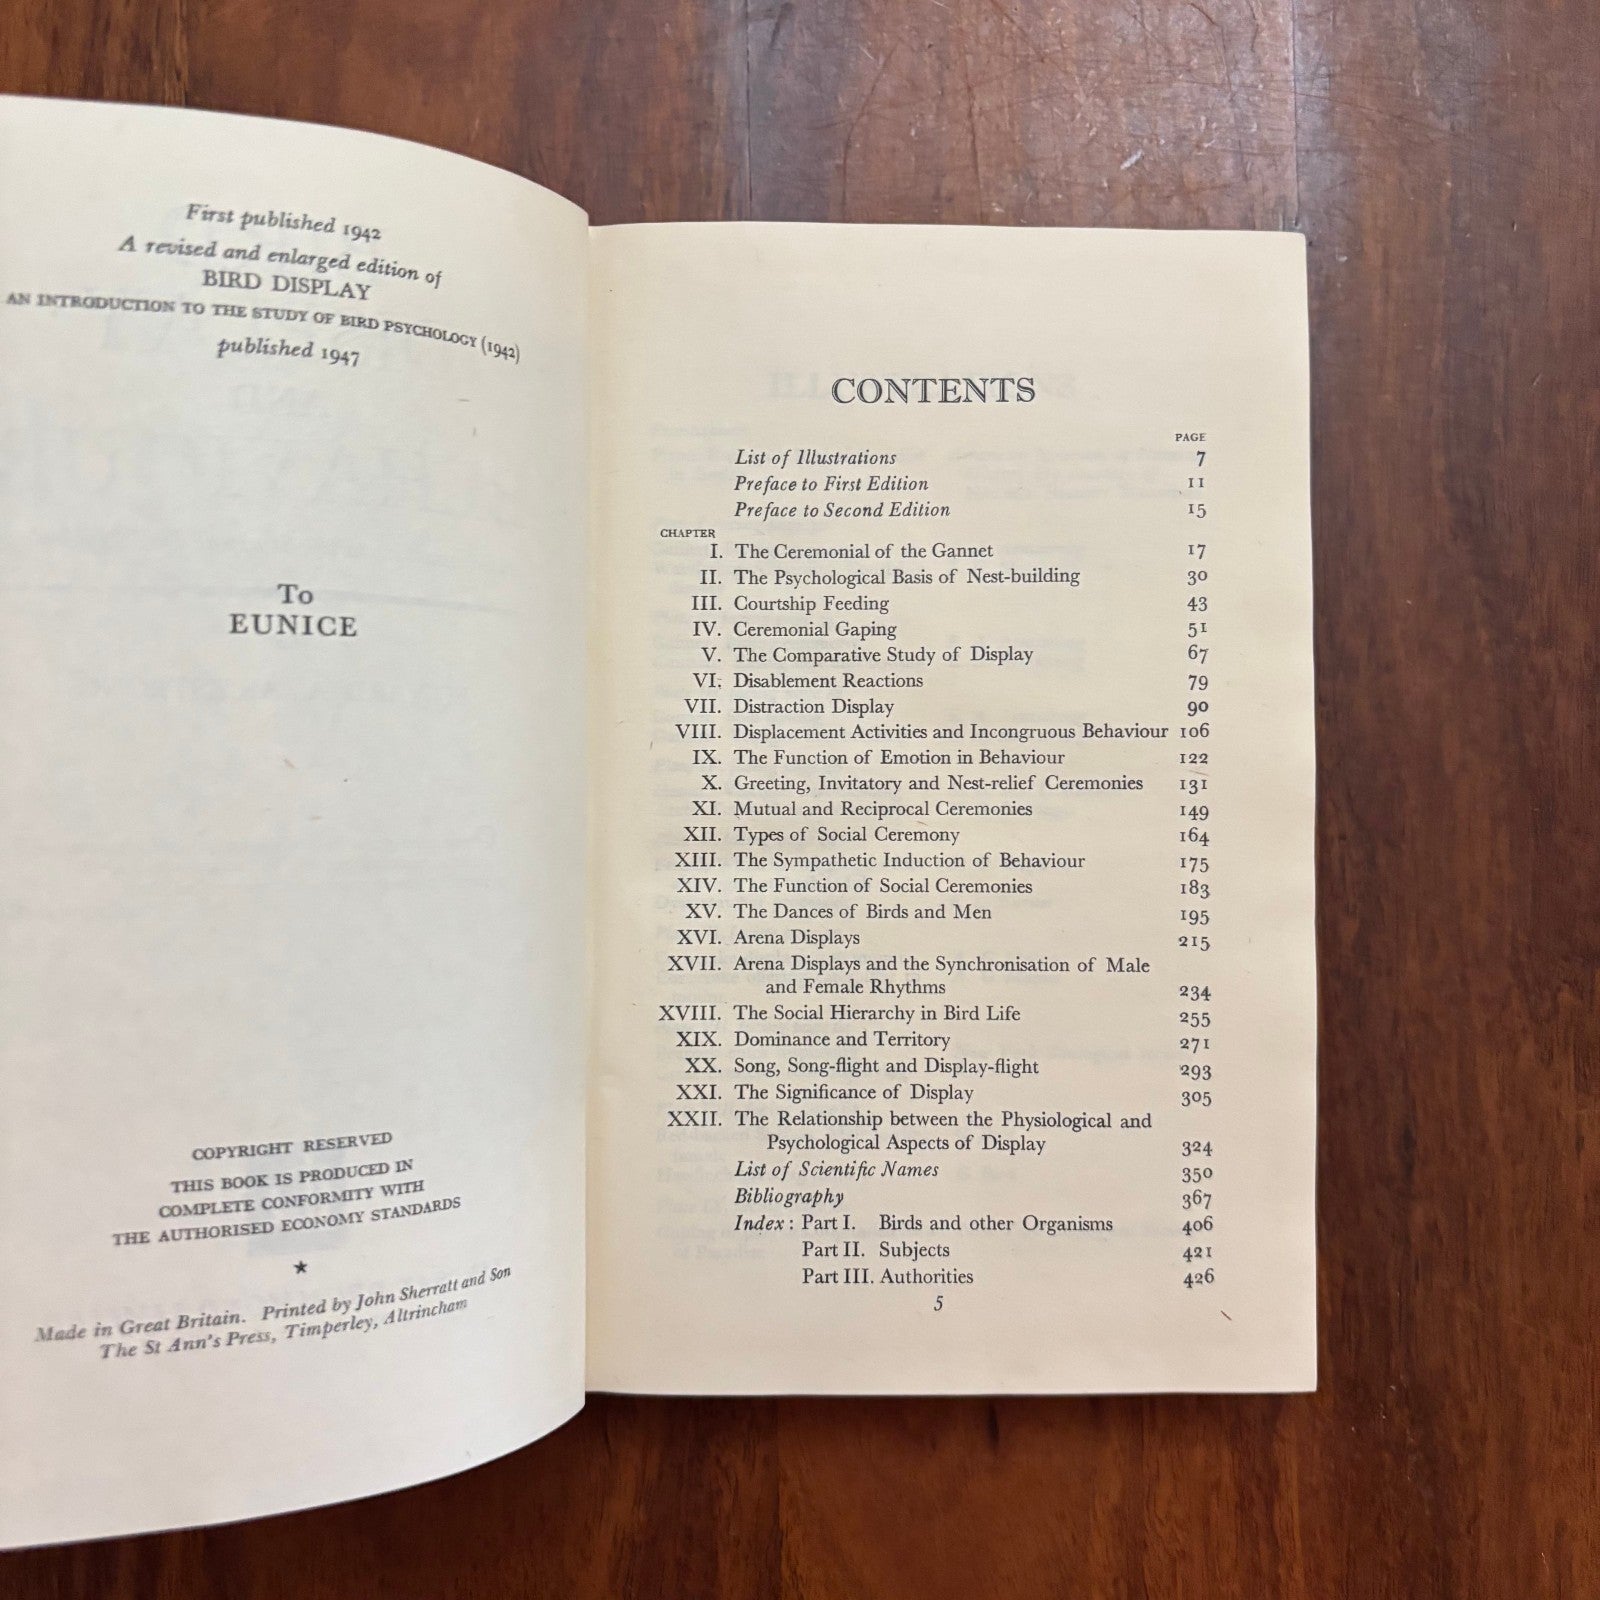 First published 1942
A revised and enlarged edition of
BIRD DISPLAY
AN INTRODUCTION TO THE STUDY OF BIRD PSYCHOLOGY (1942)
published 1947
To
EUNICE
COPYRIGHT RESERVED
THIS BOOK IS PRODUCED IN
COMPLETE CONFORMITY WITH
THE AUTHORISED ECONOMY STANDARDS
★
Made in Great Britain. Printed by John Sherratt and Son
The St Ann's Press, Timperley, Altrincham
CONTENTS
PAGE
List of Illustrations 7
Preface to First Edition 11
Preface to Second Edition 15
CHAPTER
I. The Ceremonial of the Gannet 17
II. The Psychological Basis of Nest-building 30
III. Courtship Feeding 43
IV. Ceremonial Gaping 51
V. The Comparative Study of Display 67
VI. Disablement Reactions 79
VII. Distraction Display 90
VIII. Displacement Activities and Incongruous Behaviour 106
IX. The Function of Emotion in Behaviour 122
X. Greeting, Invitatory and Nest-relief Ceremonies 131
XI. Mutual and Reciprocal Ceremonies 149
XII. Types of Social Ceremony 164
XIII. The Sympathetic Induction of Behaviour 175
XIV. The Function of Social Ceremonies 183
XV. The Dances of Birds and Men 195
XVI. Arena Displays 215
XVII. Arena Displays and the Synchronisation of Male
and Female Rhythms 234
XVIII. The Social Hierarchy in Bird Life 255
XIX. Dominance and Territory 271
XX. Song, Song-flight and Display-flight 293
XXI. The Significance of Display 305
XXII. The Relationship between the Physiological and
Psychological Aspects of Display 324
List of Scientific Names 350
Bibliography 367
Index: Part I. Birds and other Organisms 406
Part II. Subjects 421
Part III. Authorities 426
5